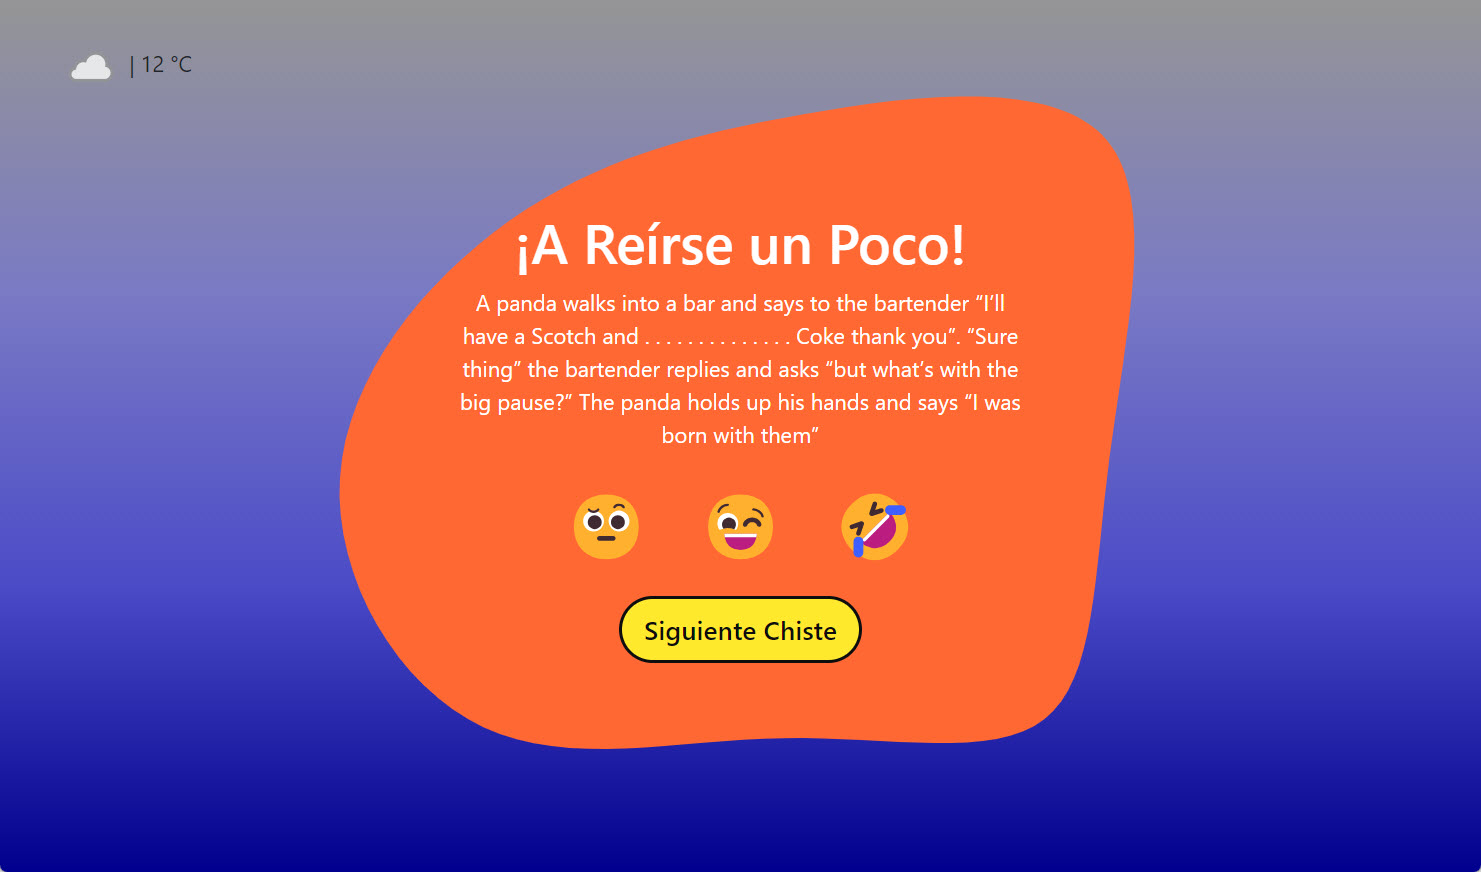 | 12 °C
¡A Reírse un Poco!
A panda walks into a bar and says to the bartender “I’ll
have a Scotch and . . . . . . . . . . . . . . Coke thank you”. “Sure
thing” the bartender replies and asks “but what’s with the
big pause?” The panda holds up his hands and says “I was
born with them”
Siguiente Chiste